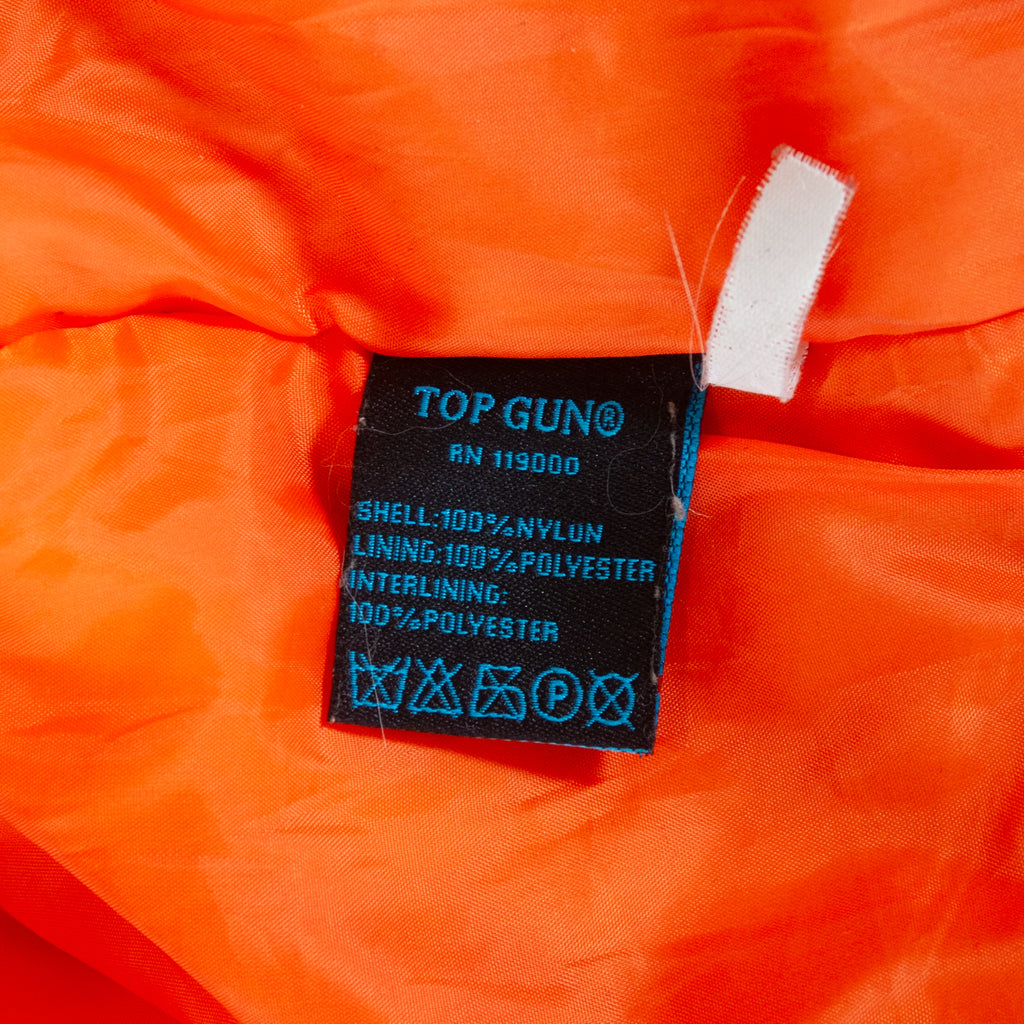 TOP GUN®
RN 119000
SHELL:100%NYLON
LINING:100%POLYESTER
INTERLINING:
100%POLYESTER
P